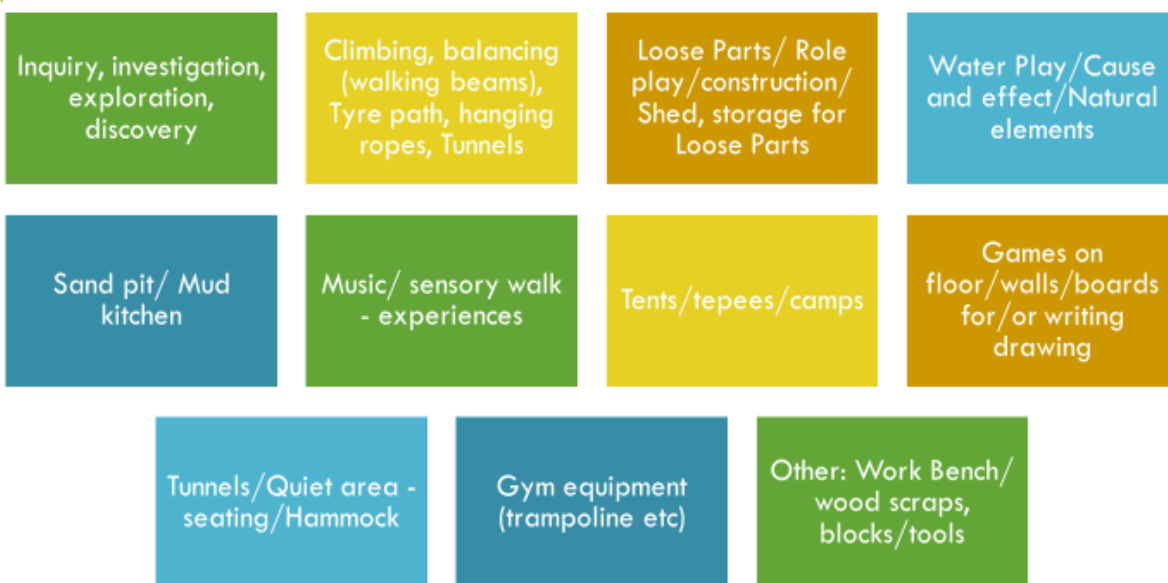 Inquiry, investigation,
exploration,
discovery
Climbing, balancing
(walking beams),
Tyre path, hanging
ropes, Tunnels
Loose Parts/ Role
play/construction/
Shed, storage for
Loose Parts
Water Play/Cause
and effect/Natural
elements
Sand pit/ Mud
kitchen
Music/ sensory walk
- experiences
Tents/tepees/camps
Games on
floor/walls/boards
for/or writing
drawing
Tunnels/Quiet area -
seating/Hammock
Gym equipment
(trampoline etc)
Other: Work Bench/
wood scraps,
blocks/tools